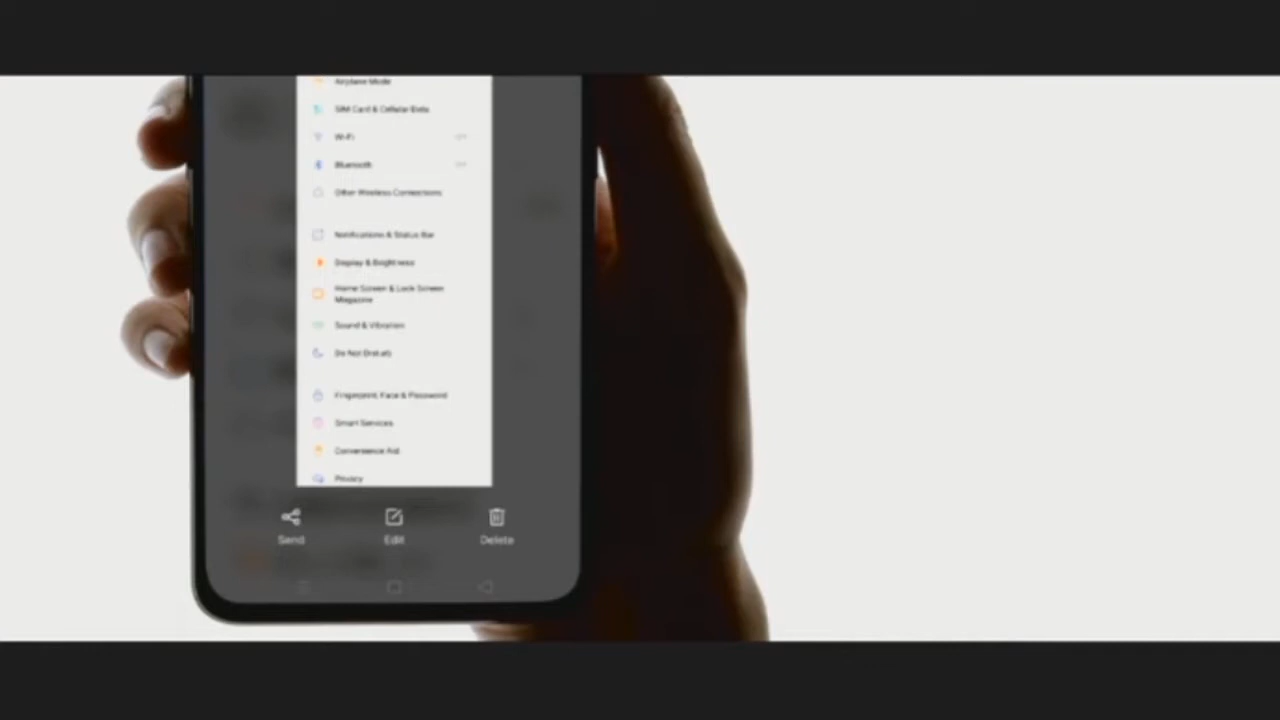 Airplane Mode
SIM Card & Cellular Data
Wi-Fi
Bluetooth
Other Wireless Connections
Notifications & Status Bar
Display & Brightness
Home Screen & Lock Screen
Magazine
Sound & Vibration
Do Not Disturb
Fingerprint, Face & Password
Smart Services
Convenience Aid
Privacy
Send Edit Delete